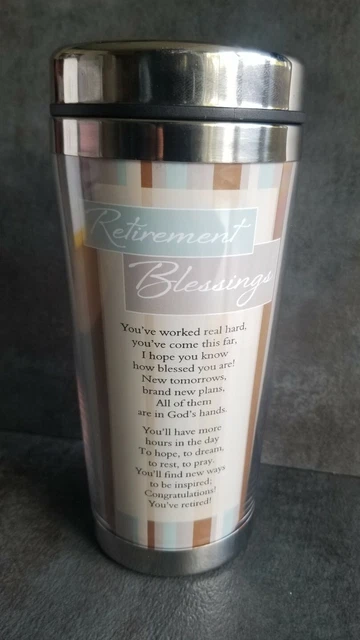 Retirement
Blessings
You've worked real hard,
you've come this far,
I hope you know
how blessed you are!
New tomorrows,
brand new plans,
All of them
are in God's hands.
You'll have more
hours in the day
To hope, to dream,
to rest, to pray.
You'll find new ways
to be inspired;
Congratulations!
You've retired!